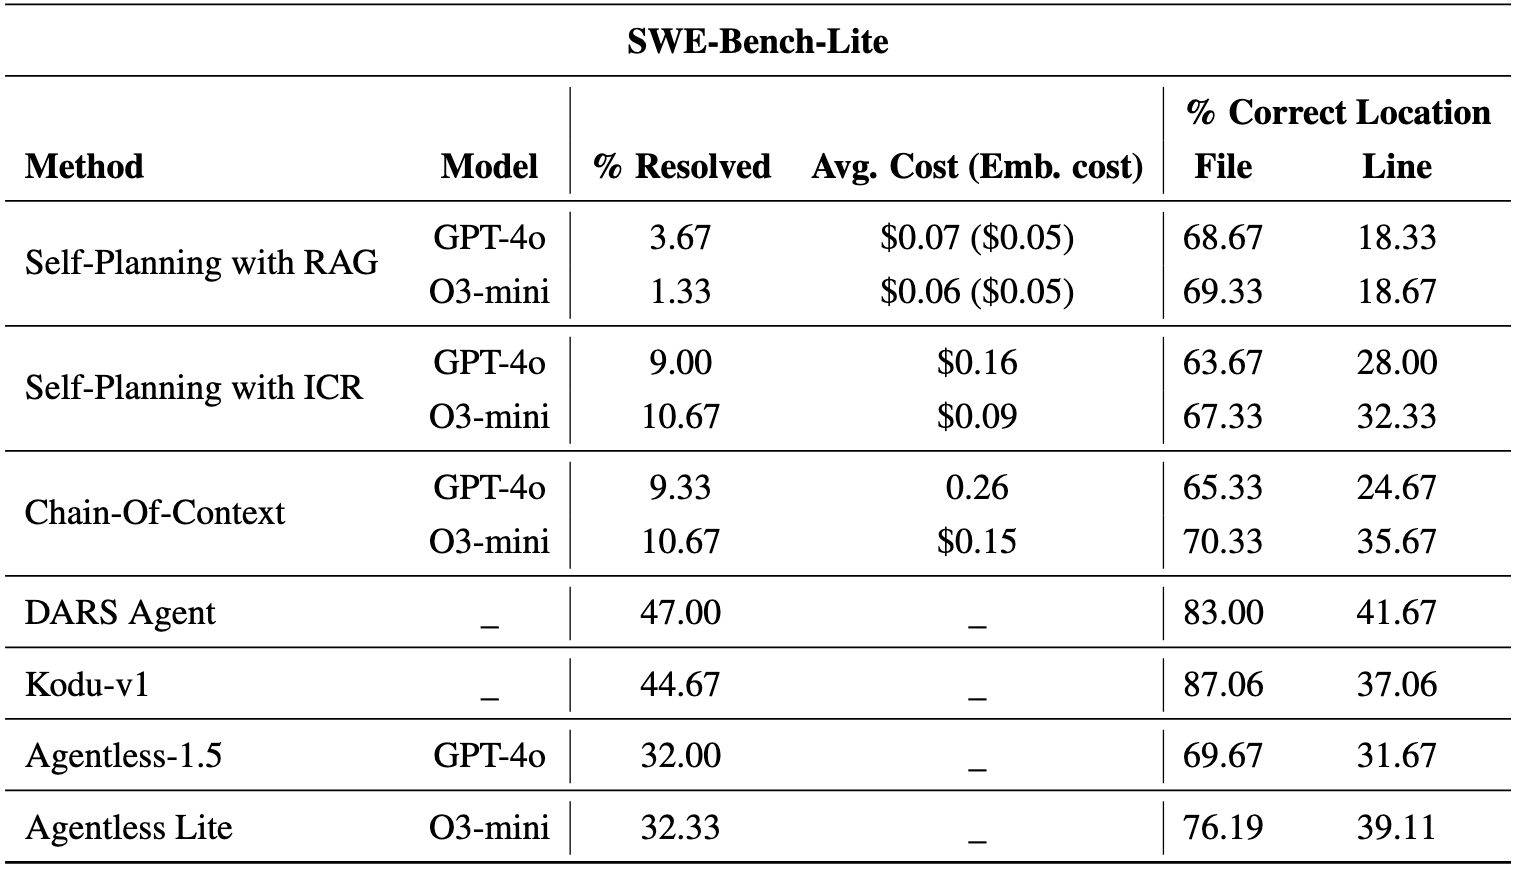 SWE-Bench-Lite
% Correct Location
Method Model % Resolved Avg. Cost (Emb. cost) File Line
Self-Planning with RAG GPT-4o 3.67 $0.07 ($0.05) 68.67 18.33
O3-mini 1.33 $0.06 ($0.05) 69.33 18.67
Self-Planning with ICR GPT-4o 9.00 $0.16 63.67 28.00
O3-mini 10.67 $0.09 67.33 32.33
Chain-Of-Context GPT-4o 9.33 0.26 65.33 24.67
O3-mini 10.67 $0.15 70.33 35.67
DARS Agent _ 47.00 _ 83.00 41.67
Kodu-v1 _ 44.67 _ 87.06 37.06
Agentless-1.5 GPT-4o 32.00 _ 69.67 31.67
Agentless Lite O3-mini 32.33 _ 76.19 39.11